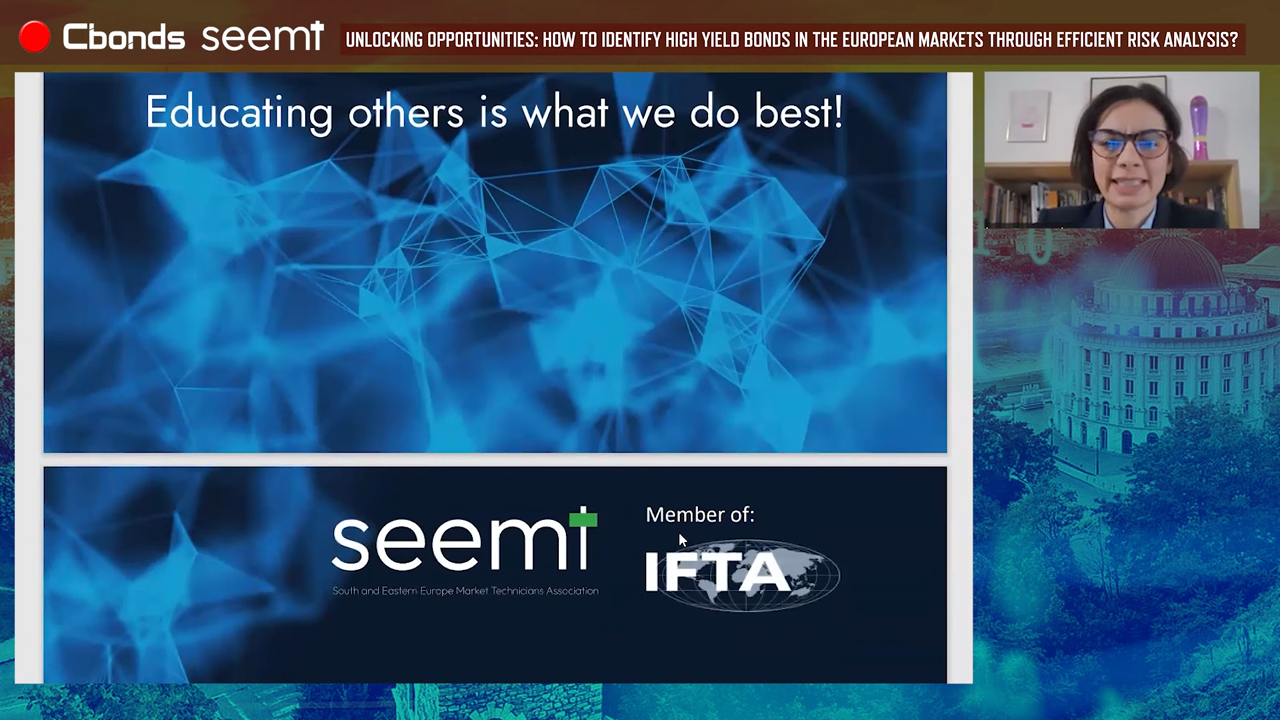 Cbonds seemt UNLOCKING OPPORTUNITIES: HOW TO IDENTIFY HIGH YIELD BONDS IN THE EUROPEAN MARKETS THROUGH EFFICIENT RISK ANALYSIS?
Educating others is what we do best!
seemt
South and Eastern Europe Market Technicians Association
Member of:
IFTA